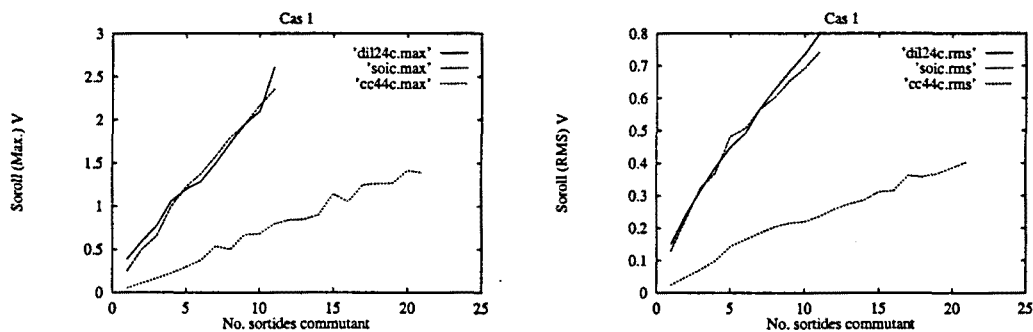 Cas 1
3
2.5
2
1.5
1
0.5
0
Soroll (Max.) V
'dil24c.max'
'soic.max'
'cc44c.max'
0 5 10 15 20 25
No. sortides commutant
Cas 1
0.8
0.7
0.6
0.5
0.4
0.3
0.2
0.1
0
Soroll (RMS) V
'dil24c.rms'
'soic.rms'
'cc44c.rms'
0 5 10 15 20 25
No. sortides commutant